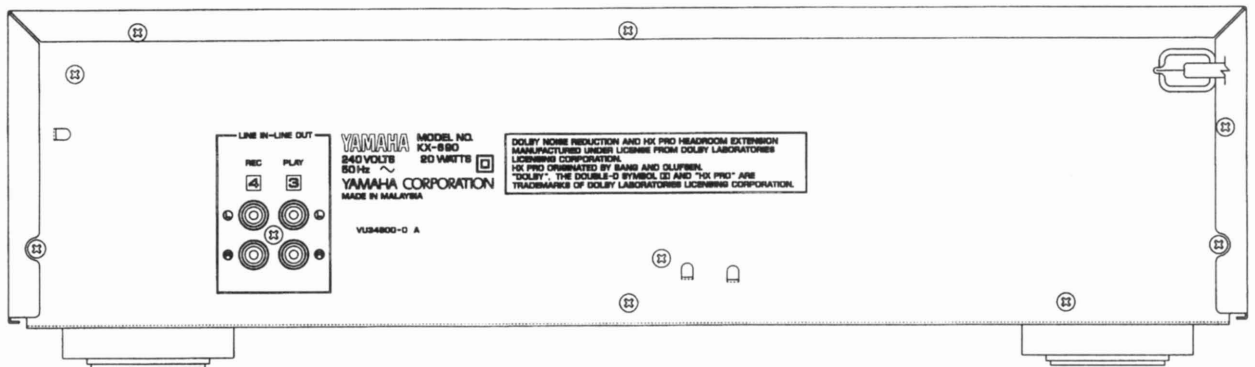 LINE IN-LINE OUT
REC PLAY
4 3
L L
R R
YAMAHA MODEL NO.
KX-690
240 VOLTS 20 WATTS
50 Hz ~
YAMAHA CORPORATION
MADE IN MALAYSIA
VU34800-0 A
DOLBY NOISE REDUCTION AND HX PRO HEADROOM EXTENSION
MANUFACTURED UNDER LICENSE FROM DOLBY LABORATORIES
LICENSING CORPORATION.
HX PRO ORIGINATED BY BANG AND OLUFSEN.
"DOLBY", THE DOUBLE-D SYMBOL AND "HX PRO" ARE
TRADEMARKS OF DOLBY LABORATORIES LICENSING CORPORATION.